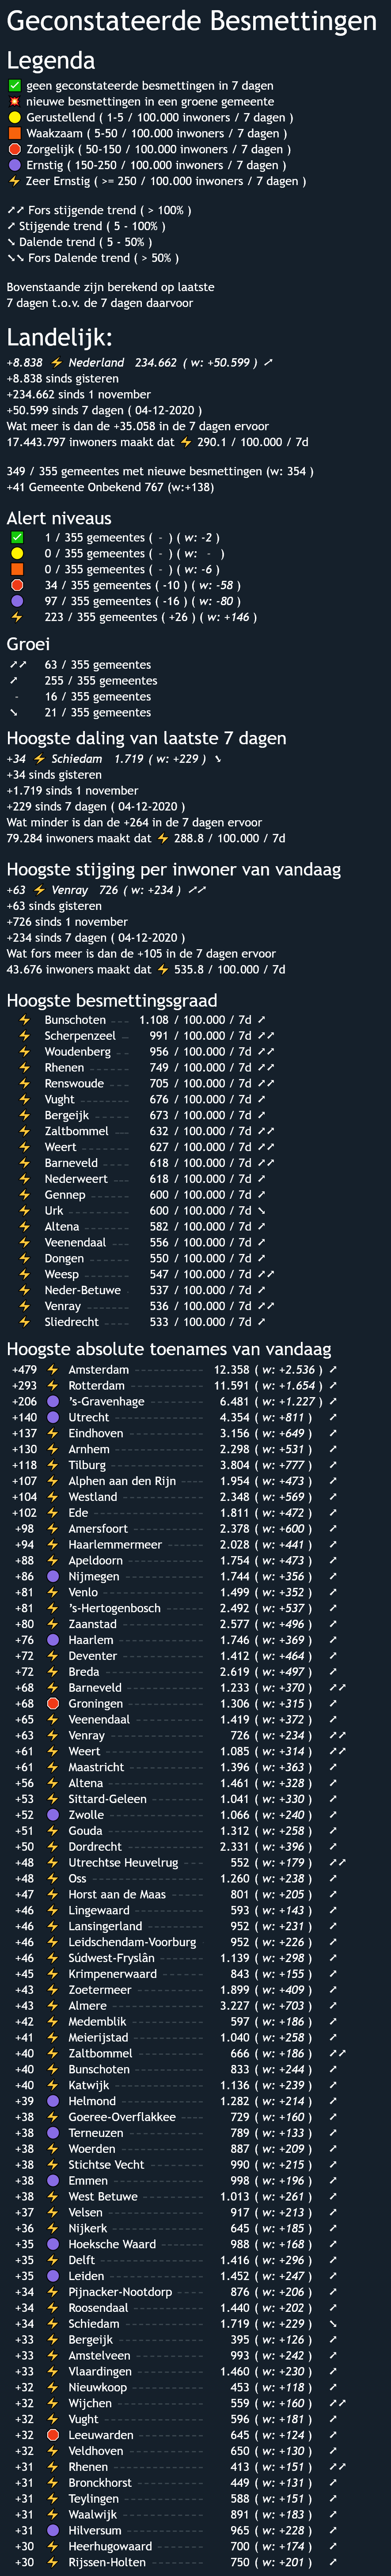 Geconstateerde Besmettingen
Legenda
✅ geen geconstateerde besmettingen in 7 dagen
💥 nieuwe besmettingen in een groene gemeente
🟡 Gerustellend ( 1-5 / 100.000 inwoners / 7 dagen )
🟧 Waakzaam ( 5-50 / 100.000 inwoners / 7 dagen )
🛑 Zorgelijk ( 50-150 / 100.000 inwoners / 7 dagen )
🟣 Ernstig ( 150-250 / 100.000 inwoners / 7 dagen )
⚡ Zeer Ernstig ( >= 250 / 100.000 inwoners / 7 dagen )
➚➚ Fors stijgende trend ( > 100% )
➚ Stijgende trend ( 5 - 100% )
➘ Dalende trend ( 5 - 50% )
➘➘ Fors Dalende trend ( > 50% )
Bovenstaande zijn berekend op laatste
7 dagen t.o.v. de 7 dagen daarvoor
Landelijk:
+8.838 ⚡ Nederland 234.662 ( w: +50.599 ) ➚
+8.838 sinds gisteren
+234.662 sinds 1 november
+50.599 sinds 7 dagen ( 04-12-2020 )
Wat meer is dan de +35.058 in de 7 dagen ervoor
17.443.797 inwoners maakt dat ⚡ 290.1 / 100.000 / 7d
349 / 355 gemeentes met nieuwe besmettingen (w: 354 )
+41 Gemeente Onbekend 767 (w:+138)
Alert niveaus
✅ 1 / 355 gemeentes ( - ) ( w: -2 )
🟡 0 / 355 gemeentes ( - ) ( w: - )
🟧 0 / 355 gemeentes ( - ) ( w: -6 )
🛑 34 / 355 gemeentes ( -10 ) ( w: -58 )
🟣 97 / 355 gemeentes ( -16 ) ( w: -80 )
⚡ 223 / 355 gemeentes ( +26 ) ( w: +146 )
Groei
➚➚ 63 / 355 gemeentes
➚ 255 / 355 gemeentes
- 16 / 355 gemeentes
➘ 21 / 355 gemeentes
Hoogste daling van laatste 7 dagen
+34 ⚡ Schiedam 1.719 ( w: +229 ) ➘
+34 sinds gisteren
+1.719 sinds 1 november
+229 sinds 7 dagen ( 04-12-2020 )
Wat minder is dan de +264 in de 7 dagen ervoor
79.284 inwoners maakt dat ⚡ 288.8 / 100.000 / 7d
Hoogste stijging per inwoner van vandaag
+63 ⚡ Venray 726 ( w: +234 ) ➚➚
+63 sinds gisteren
+726 sinds 1 november
+234 sinds 7 dagen ( 04-12-2020 )
Wat fors meer is dan de +105 in de 7 dagen ervoor
43.676 inwoners maakt dat ⚡ 535.8 / 100.000 / 7d
Hoogste besmettingsgraad
⚡ Bunschoten 1.108 / 100.000 / 7d ➚
⚡ Scherpenzeel 991 / 100.000 / 7d ➚➚
⚡ Woudenberg 956 / 100.000 / 7d ➚➚
⚡ Rhenen 749 / 100.000 / 7d ➚➚
⚡ Renswoude 705 / 100.000 / 7d ➚➚
⚡ Vught 676 / 100.000 / 7d ➚
⚡ Bergeijk 673 / 100.000 / 7d ➚
⚡ Zaltbommel 632 / 100.000 / 7d ➚➚
⚡ Weert 627 / 100.000 / 7d ➚➚
⚡ Barneveld 618 / 100.000 / 7d ➚➚
⚡ Nederweert 618 / 100.000 / 7d ➚
⚡ Gennep 600 / 100.000 / 7d ➚
⚡ Urk 600 / 100.000 / 7d ➘
⚡ Altena 582 / 100.000 / 7d ➚
⚡ Veenendaal 556 / 100.000 / 7d ➚
⚡ Dongen 550 / 100.000 / 7d ➚
⚡ Weesp 547 / 100.000 / 7d ➚➚
⚡ Neder-Betuwe 537 / 100.000 / 7d ➚
⚡ Venray 536 / 100.000 / 7d ➚➚
⚡ Sliedrecht 533 / 100.000 / 7d ➚
Hoogste absolute toenames van vandaag
+479 ⚡ Amsterdam 12.358 ( w: +2.536 ) ➚
+293 ⚡ Rotterdam 11.591 ( w: +1.654 ) ➚
+206 🟣 's-Gravenhage 6.481 ( w: +1.227 ) ➚
+140 🟣 Utrecht 4.354 ( w: +811 ) ➚
+137 ⚡ Eindhoven 3.156 ( w: +649 ) ➚
+130 ⚡ Arnhem 2.298 ( w: +531 ) ➚
+118 ⚡ Tilburg 3.804 ( w: +777 ) ➚
+107 ⚡ Alphen aan den Rijn 1.954 ( w: +473 ) ➚
+104 ⚡ Westland 2.348 ( w: +569 ) ➚
+102 ⚡ Ede 1.811 ( w: +472 ) ➚
+98 ⚡ Amersfoort 2.378 ( w: +600 ) ➚
+94 ⚡ Haarlemmermeer 2.028 ( w: +441 ) ➚
+88 ⚡ Apeldoorn 1.754 ( w: +473 ) ➚
+86 🟣 Nijmegen 1.744 ( w: +356 ) ➚
+81 ⚡ Venlo 1.499 ( w: +352 ) ➚
+81 ⚡ 's-Hertogenbosch 2.492 ( w: +537 ) ➚
+80 ⚡ Zaanstad 2.577 ( w: +496 ) ➚
+76 🟣 Haarlem 1.746 ( w: +369 ) ➚
+72 ⚡ Deventer 1.412 ( w: +464 ) ➚
+72 ⚡ Breda 2.619 ( w: +497 ) ➚
+68 ⚡ Barneveld 1.233 ( w: +370 ) ➚➚
+68 🛑 Groningen 1.306 ( w: +315 ) ➚
+65 ⚡ Veenendaal 1.419 ( w: +372 ) ➚
+63 ⚡ Venray 726 ( w: +234 ) ➚➚
+61 ⚡ Weert 1.085 ( w: +314 ) ➚➚
+61 ⚡ Maastricht 1.396 ( w: +363 ) ➚
+56 ⚡ Altena 1.461 ( w: +328 ) ➚
+53 ⚡ Sittard-Geleen 1.041 ( w: +330 ) ➚
+52 🟣 Zwolle 1.066 ( w: +240 ) ➚
+51 ⚡ Gouda 1.312 ( w: +258 ) ➚
+50 ⚡ Dordrecht 2.331 ( w: +396 ) ➚
+48 ⚡ Utrechtse Heuvelrug 552 ( w: +179 ) ➚➚
+48 ⚡ Oss 1.260 ( w: +238 ) ➚
+47 ⚡ Horst aan de Maas 801 ( w: +205 ) ➚
+46 ⚡ Lingewaard 593 ( w: +143 ) ➚
+46 ⚡ Lansingerland 952 ( w: +231 ) ➚
+46 ⚡ Leidschendam-Voorburg 952 ( w: +226 ) ➚
+46 ⚡ Súdwest-Fryslân 1.139 ( w: +298 ) ➚
+45 ⚡ Krimpenerwaard 843 ( w: +155 ) ➚
+43 ⚡ Zoetermeer 1.899 ( w: +409 ) ➚
+43 ⚡ Almere 3.227 ( w: +703 ) ➚
+42 ⚡ Medemblik 597 ( w: +186 ) ➚
+41 ⚡ Meierijstad 1.040 ( w: +258 ) ➚
+40 ⚡ Zaltbommel 666 ( w: +186 ) ➚➚
+40 ⚡ Bunschoten 833 ( w: +244 ) ➚
+40 ⚡ Katwijk 1.136 ( w: +239 ) ➚
+39 🟣 Helmond 1.282 ( w: +214 ) ➚
+38 ⚡ Goeree-Overflakkee 729 ( w: +160 ) ➚
+38 🟣 Terneuzen 789 ( w: +133 ) ➚
+38 ⚡ Woerden 887 ( w: +209 ) ➚
+38 ⚡ Stichtse Vecht 990 ( w: +215 ) ➚
+38 🟣 Emmen 998 ( w: +196 ) ➚
+38 ⚡ West Betuwe 1.013 ( w: +261 ) ➚
+37 ⚡ Velsen 917 ( w: +213 ) ➚
+36 ⚡ Nijkerk 645 ( w: +185 ) ➚
+35 🟣 Hoeksche Waard 988 ( w: +168 ) ➚
+35 ⚡ Delft 1.416 ( w: +296 ) ➚
+35 🟣 Leiden 1.452 ( w: +247 ) ➚
+34 ⚡ Pijnacker-Nootdorp 876 ( w: +206 ) ➚
+34 ⚡ Roosendaal 1.440 ( w: +202 ) ➚
+34 ⚡ Schiedam 1.719 ( w: +229 ) ➘
+33 ⚡ Bergeijk 395 ( w: +126 ) ➚
+33 ⚡ Amstelveen 993 ( w: +242 ) ➚
+33 ⚡ Vlaardingen 1.460 ( w: +230 ) ➚
+32 ⚡ Nieuwkoop 453 ( w: +118 ) ➚
+32 ⚡ Wijchen 559 ( w: +160 ) ➚➚
+32 ⚡ Vught 596 ( w: +181 ) ➚
+32 🛑 Leeuwarden 645 ( w: +124 ) ➚
+32 ⚡ Veldhoven 650 ( w: +130 ) ➚
+31 ⚡ Rhenen 413 ( w: +151 ) ➚➚
+31 ⚡ Bronckhorst 449 ( w: +131 ) ➚
+31 ⚡ Teylingen 588 ( w: +151 ) ➚
+31 ⚡ Waalwijk 891 ( w: +183 ) ➚
+31 🟣 Hilversum 965 ( w: +228 ) ➚
+30 ⚡ Heerhugowaard 700 ( w: +174 ) ➚
+30 ⚡ Rijssen-Holten 750 ( w: +201 ) ➚